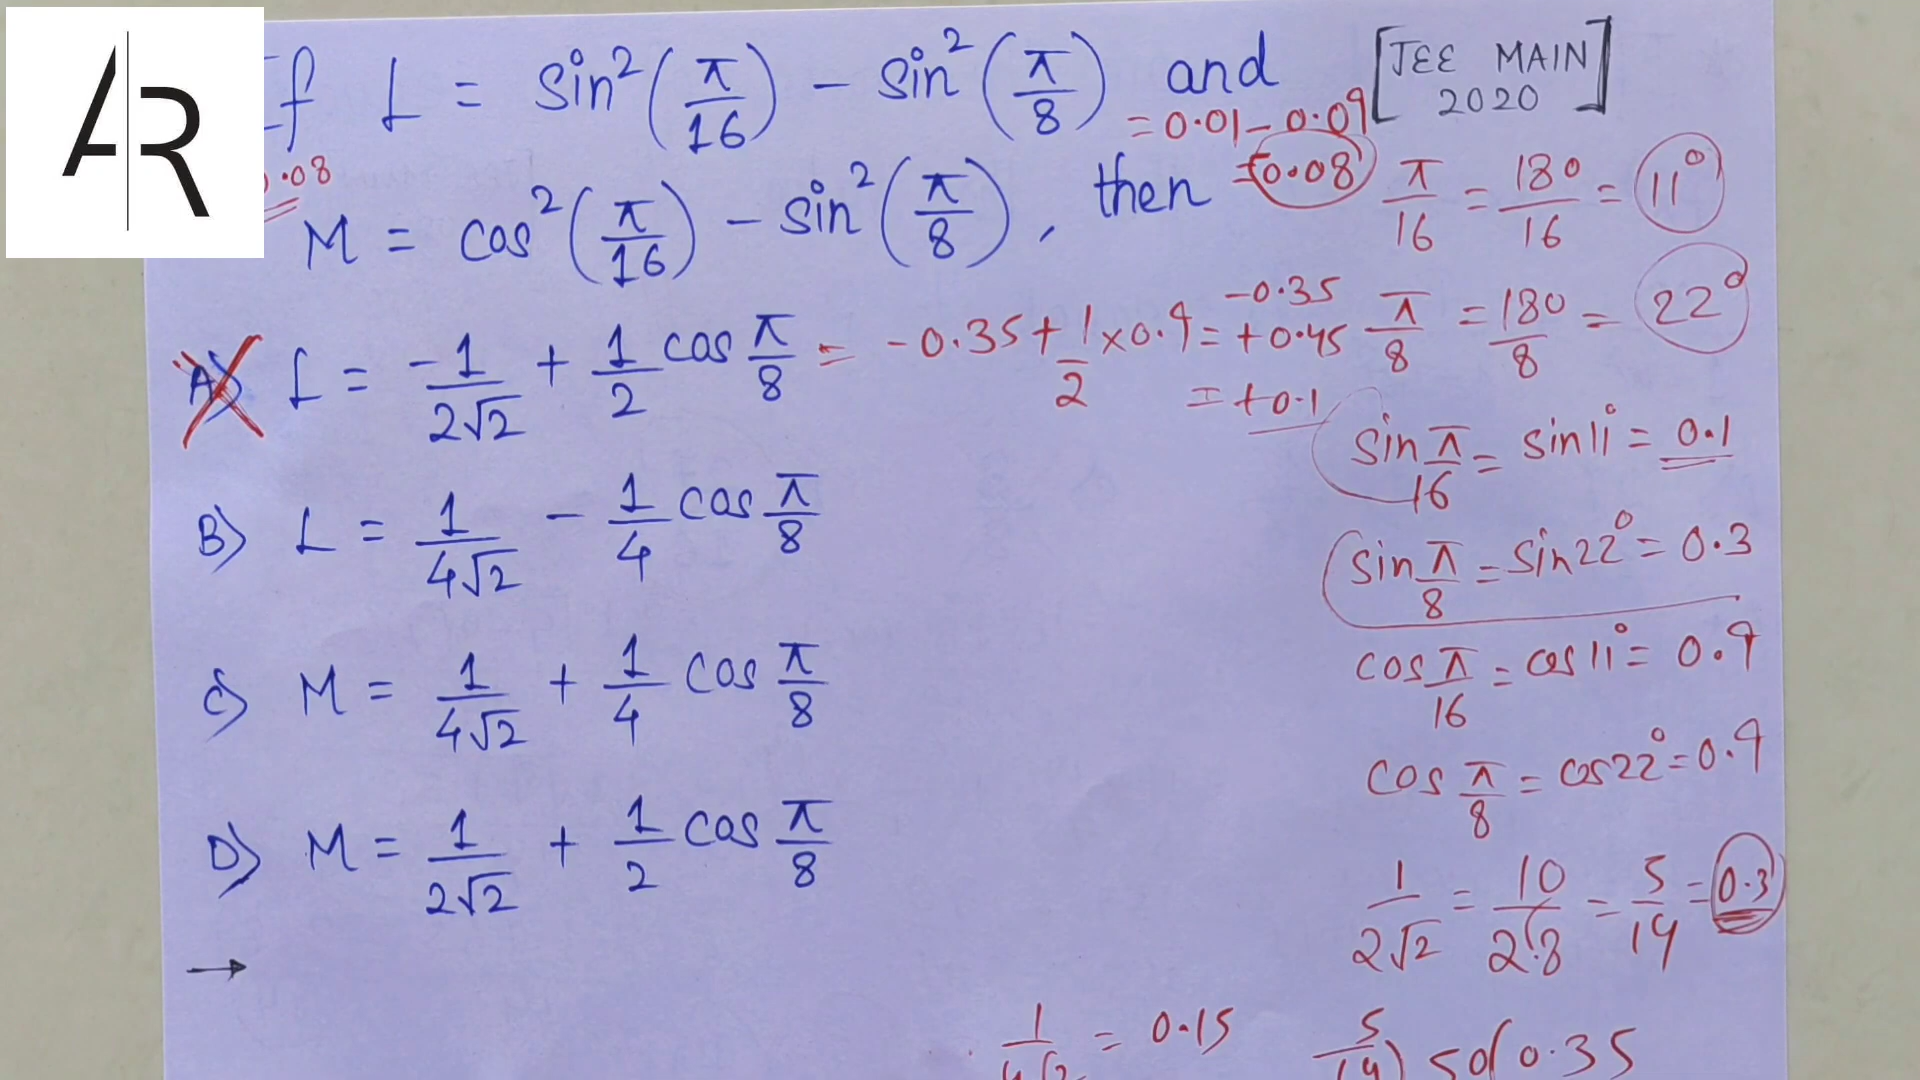 AR
If L = sin²(π/16) - sin²(π/8) and
[JEE MAIN 2020]
= 0.01 - 0.09
= 0.08
.08
M = cos²(π/16) - sin²(π/8), then
π/16 = 180/16 = 11°
π/8 = 180/8 = 22°
A) L = -1/2√2 + 1/2 cos π/8 = -0.35 + 1/2 × 0.9 = -0.35 + 0.45
= +0.1
sin π/16 = sin 11° = 0.1
B) L = 1/4√2 - 1/4 cos π/8
sin π/8 = sin 22° = 0.3
C) M = 1/4√2 + 1/4 cos π/8
cos π/16 = cos 11° = 0.9
cos π/8 = cos 22° = 0.9
D) M = 1/2√2 + 1/2 cos π/8
1/2√2 = 10/2.8 = 5/14 = 0.3
→
1/4√2 = 0.15
5/14) 50(0.35